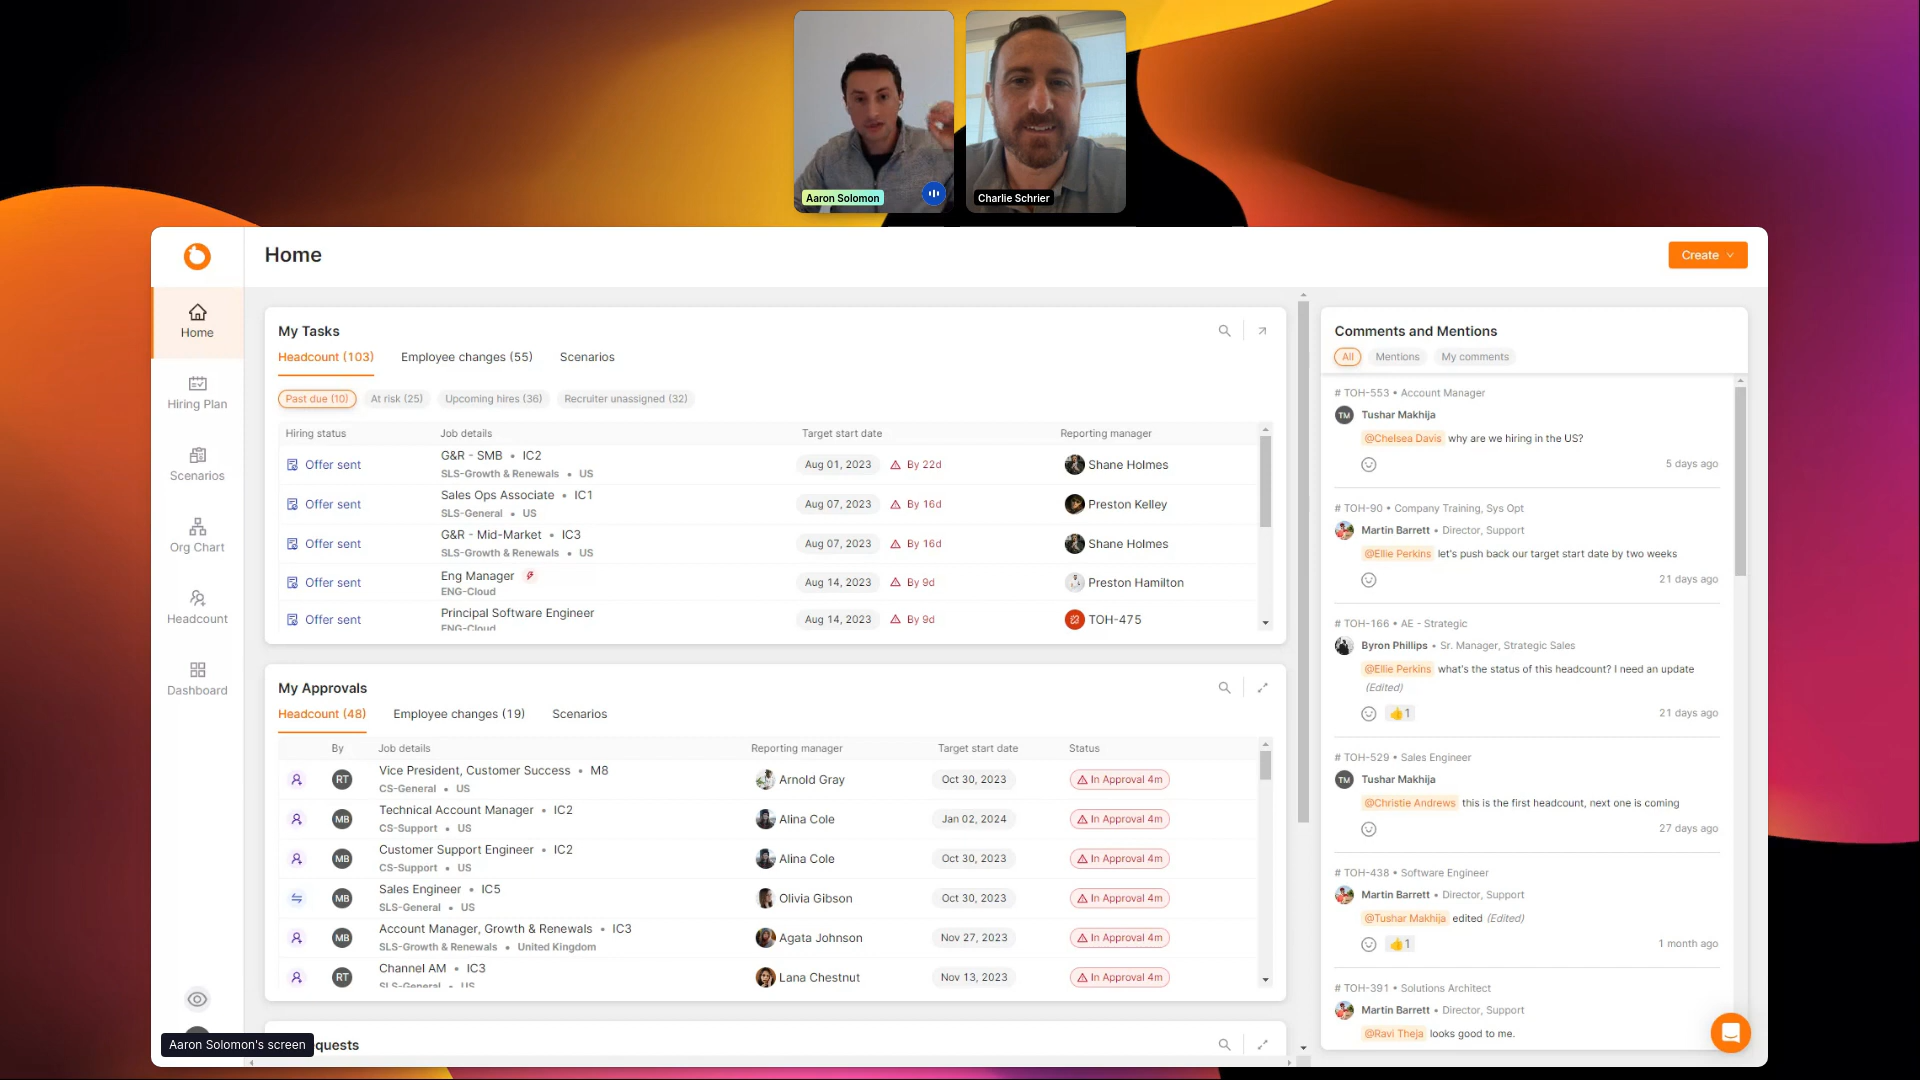 Aaron Solomon
Charlie Schrier
Home
Create
Home
Hiring Plan
Scenarios
Org Chart
Headcount
Dashboard
Aaron Solomon's screen
My Tasks
Headcount (103) Employee changes (55) Scenarios
Past due (10) At risk (25) Upcoming hires (36) Recruiter unassigned (32)
Hiring status Job details Target start date Reporting manager
Offer sent G&R - SMB • IC2 Aug 01, 2023 By 22d Shane Holmes
SLS-Growth & Renewals • US
Offer sent Sales Ops Associate • IC1 Aug 07, 2023 By 16d Preston Kelley
SLS-General • US
Offer sent G&R - Mid-Market • IC3 Aug 07, 2023 By 16d Shane Holmes
SLS-Growth & Renewals • US
Offer sent Eng Manager Aug 14, 2023 By 9d Preston Hamilton
ENG-Cloud
Offer sent Principal Software Engineer Aug 14, 2023 By 9d TOH-475
ENG-Cloud
My Approvals
Headcount (48) Employee changes (19) Scenarios
By Job details Reporting manager Target start date Status
RT Vice President, Customer Success • M8 Arnold Gray Oct 30, 2023 In Approval 4m
CS-General • US
MB Technical Account Manager • IC2 Alina Cole Jan 02, 2024 In Approval 4m
CS-Support • US
MB Customer Support Engineer • IC2 Alina Cole Oct 30, 2023 In Approval 4m
CS-Support • US
MB Sales Engineer • IC5 Olivia Gibson Oct 30, 2023 In Approval 4m
SLS-General • US
MB Account Manager, Growth & Renewals • IC3 Agata Johnson Nov 27, 2023 In Approval 4m
SLS-Growth & Renewals • United Kingdom
RT Channel AM • IC3 Lana Chestnut Nov 13, 2023 In Approval 4m
SLS-General • US
quests
Comments and Mentions
All Mentions My comments
# TOH-553 • Account Manager
TM Tushar Makhija
@Chelsea Davis why are we hiring in the US?
5 days ago
# TOH-90 • Company Training, Sys Opt
Martin Barrett • Director, Support
@Ellie Perkins let's push back our target start date by two weeks
21 days ago
# TOH-166 • AE - Strategic
Byron Phillips • Sr. Manager, Strategic Sales
@Ellie Perkins what's the status of this headcount? I need an update
(Edited)
👍 1 21 days ago
# TOH-529 • Sales Engineer
TM Tushar Makhija
@Christie Andrews this is the first headcount, next one is coming
27 days ago
# TOH-438 • Software Engineer
Martin Barrett • Director, Support
@Tushar Makhija edited (Edited)
👍 1 1 month ago
# TOH-391 • Solutions Architect
Martin Barrett • Director, Support
@Ravi Theja looks good to me.